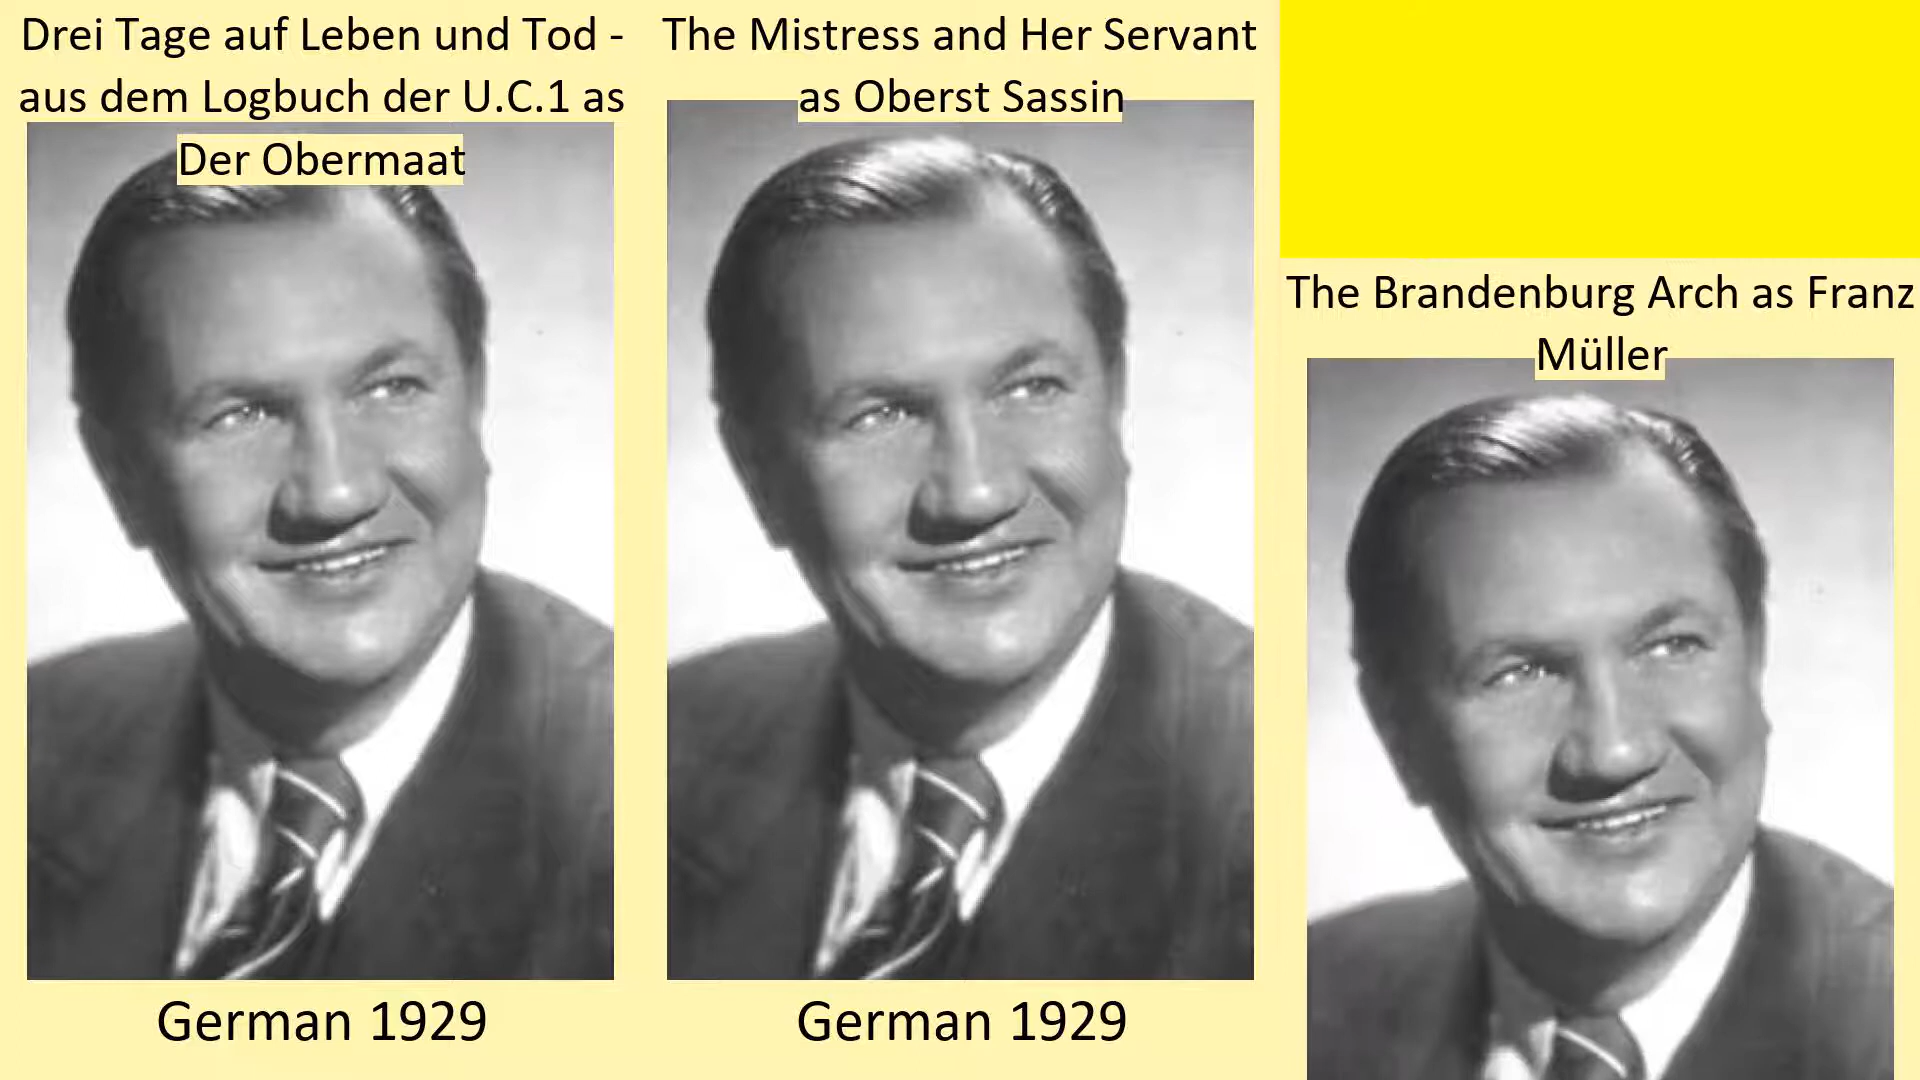 Drei Tage auf Leben und Tod -
aus dem Logbuch der U.C.1 as
Der Obermaat
German 1929
The Mistress and Her Servant
as Oberst Sassin
German 1929
The Brandenburg Arch as Franz
Müller